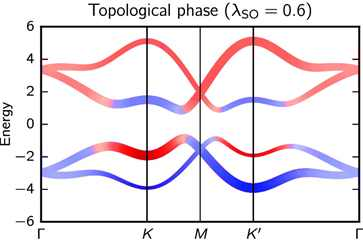 Topological phase (λSO = 0.6)
Energy
6
4
2
0
−2
−4
−6
Γ K M K′ Γ